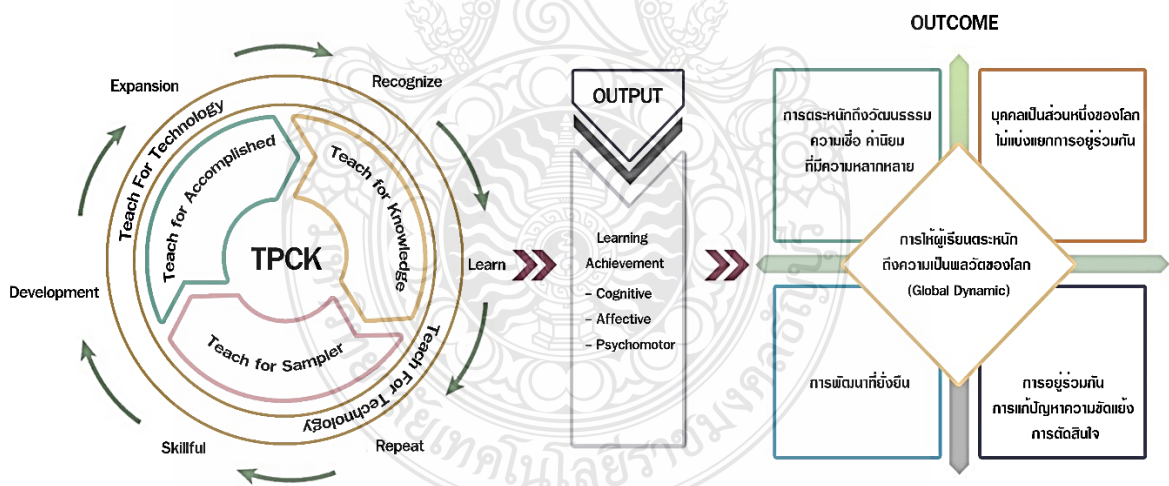 Expansion
Recognize
Learn
Repeat
Skillful
Development
Teach For Technology
Teach For Technology
Teach for Accomplished
Teach for Knowledge
Teach for Sampler
TPCK
OUTPUT
Learning
Achievement
– Cognitive
– Affective
– Psychomotor
OUTCOME
การตระหนักถึงวัฒนธรรม
ความเชื่อ ค่านิยม
ที่มีความหลากหลาย
บุคคลเป็นส่วนหนึ่งของโลก
ไม่แบ่งแยกการอยู่ร่วมกัน
การให้ผู้เรียนตระหนัก
ถึงความเป็นพลวัตของโลก
(Global Dynamic)
การพัฒนาที่ยั่งยืน
การอยู่ร่วมกัน
การแก้ปัญหาความขัดแย้ง
การตัดสินใจ